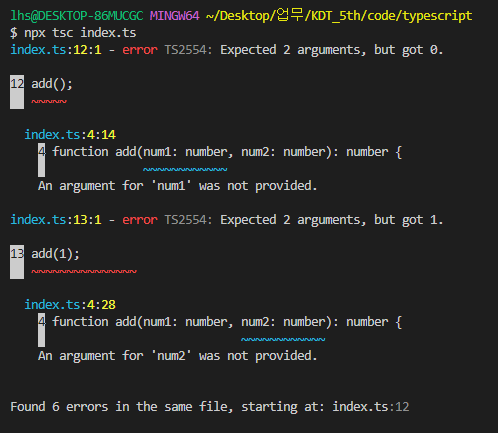 lhs@DESKTOP-86MUCGC MINGW64 ~/Desktop/업무/KDT_5th/code/typescript
$ npx tsc index.ts
index.ts:12:1 - error TS2554: Expected 2 arguments, but got 0.
12 add();
~~~~~
index.ts:4:14
4 function add(num1: number, num2: number): number {
~~~~~~~~~~~~
An argument for 'num1' was not provided.
index.ts:13:1 - error TS2554: Expected 2 arguments, but got 1.
13 add(1);
~~~~~~~~~~~~~~~
index.ts:4:28
4 function add(num1: number, num2: number): number {
~~~~~~~~~~~~
An argument for 'num2' was not provided.
Found 6 errors in the same file, starting at: index.ts:12